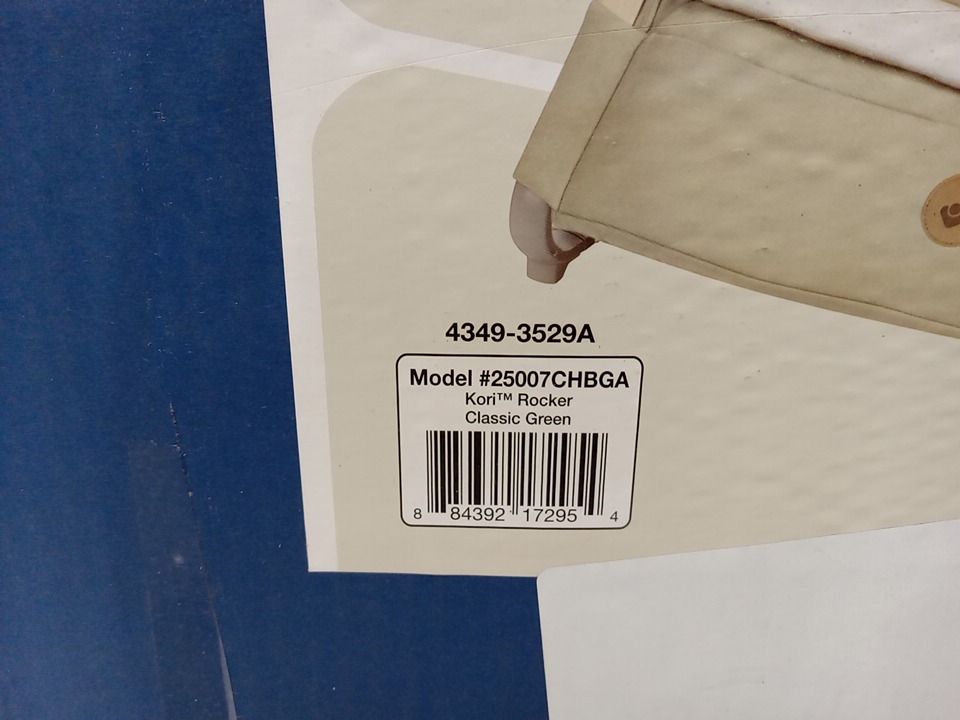 4349-3529A
Model #25007CHBGA
Kori™ Rocker
Classic Green
8 84392 17295 4